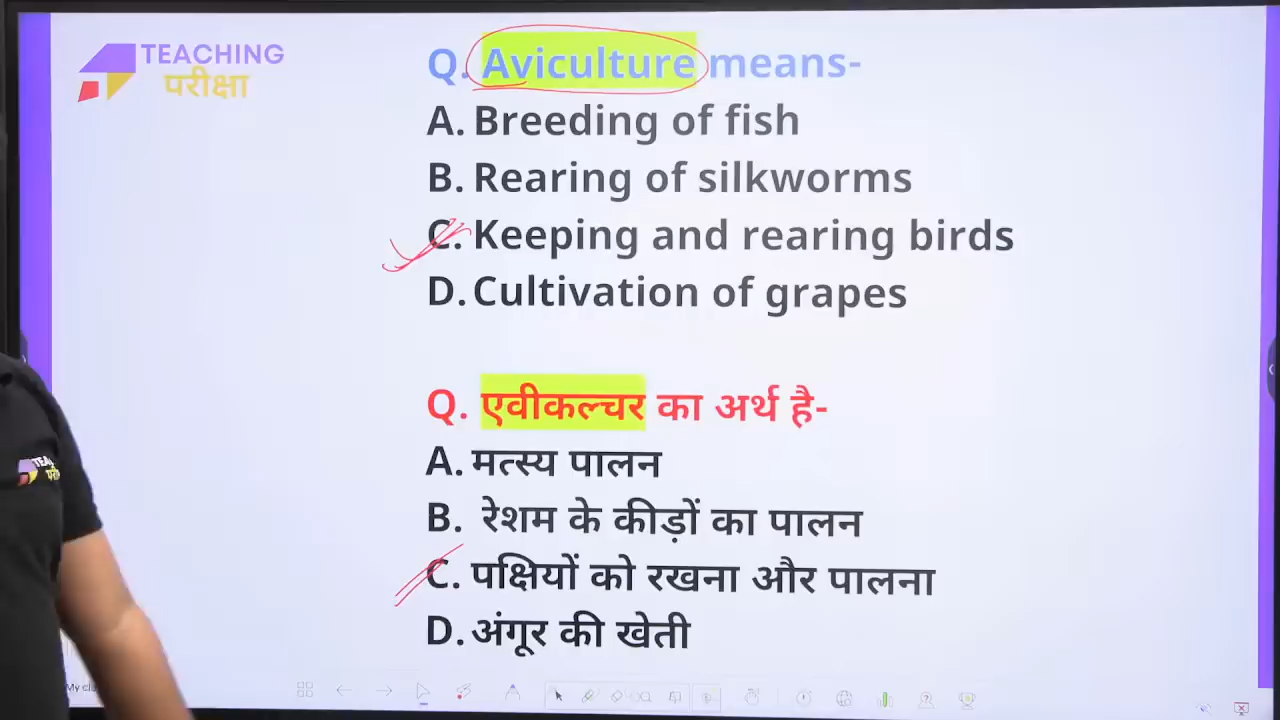 TEACHING
परीक्षा
Q. Aviculture means-
A. Breeding of fish
B. Rearing of silkworms
C. Keeping and rearing birds
D. Cultivation of grapes
Q. एवीकल्चर का अर्थ है-
A. मत्स्य पालन
B. रेशम के कीड़ों का पालन
C. पक्षियों को रखना और पालना
D. अंगूर की खेती